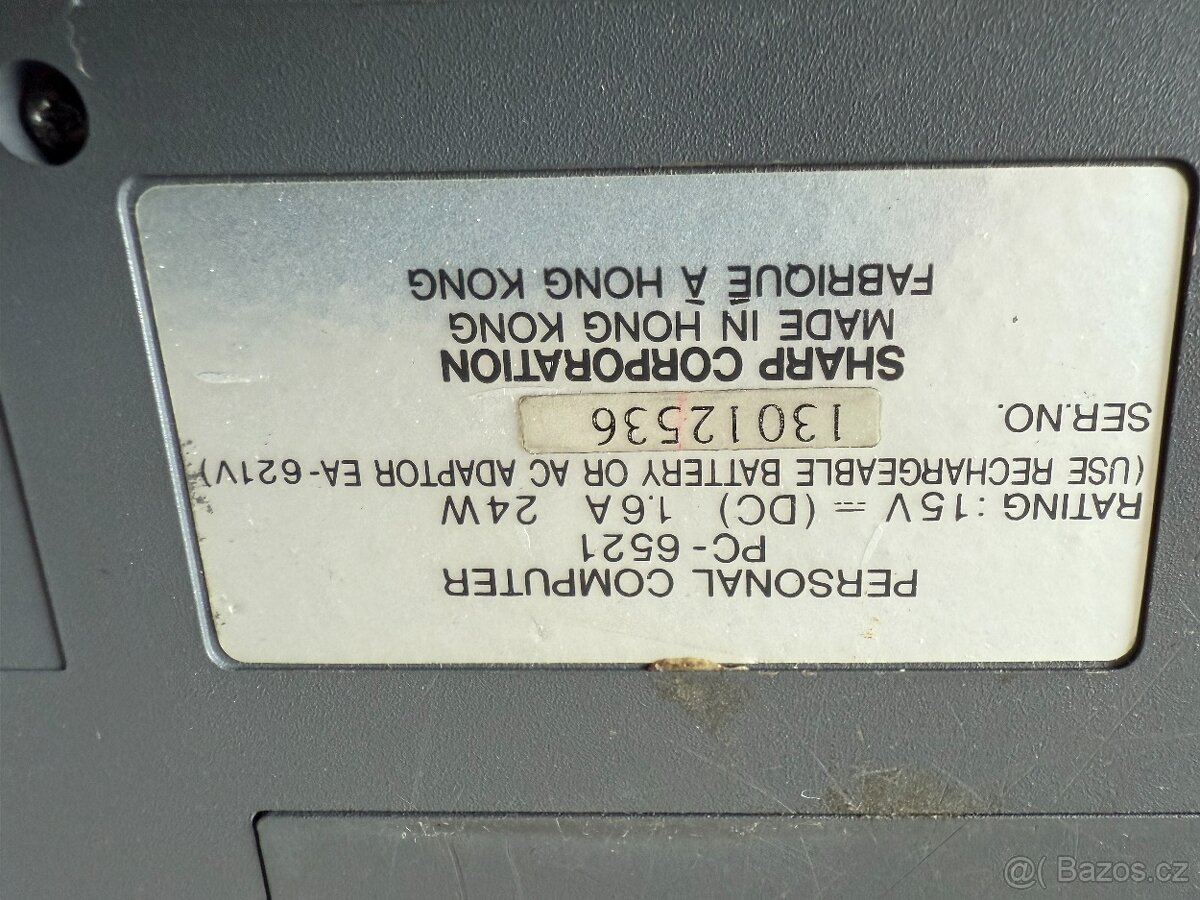 PERSONAL COMPUTER
PC-6521
RATING : 15V ⎓ (DC) 1.6A 24W
(USE RECHARGEABLE BATTERY OR AC ADAPTOR EA-621V)
SER.NO. 13012536
SHARP CORPORATION
MADE IN HONG KONG
FABRIQUÉ À HONG KONG
@( Bazos.cz